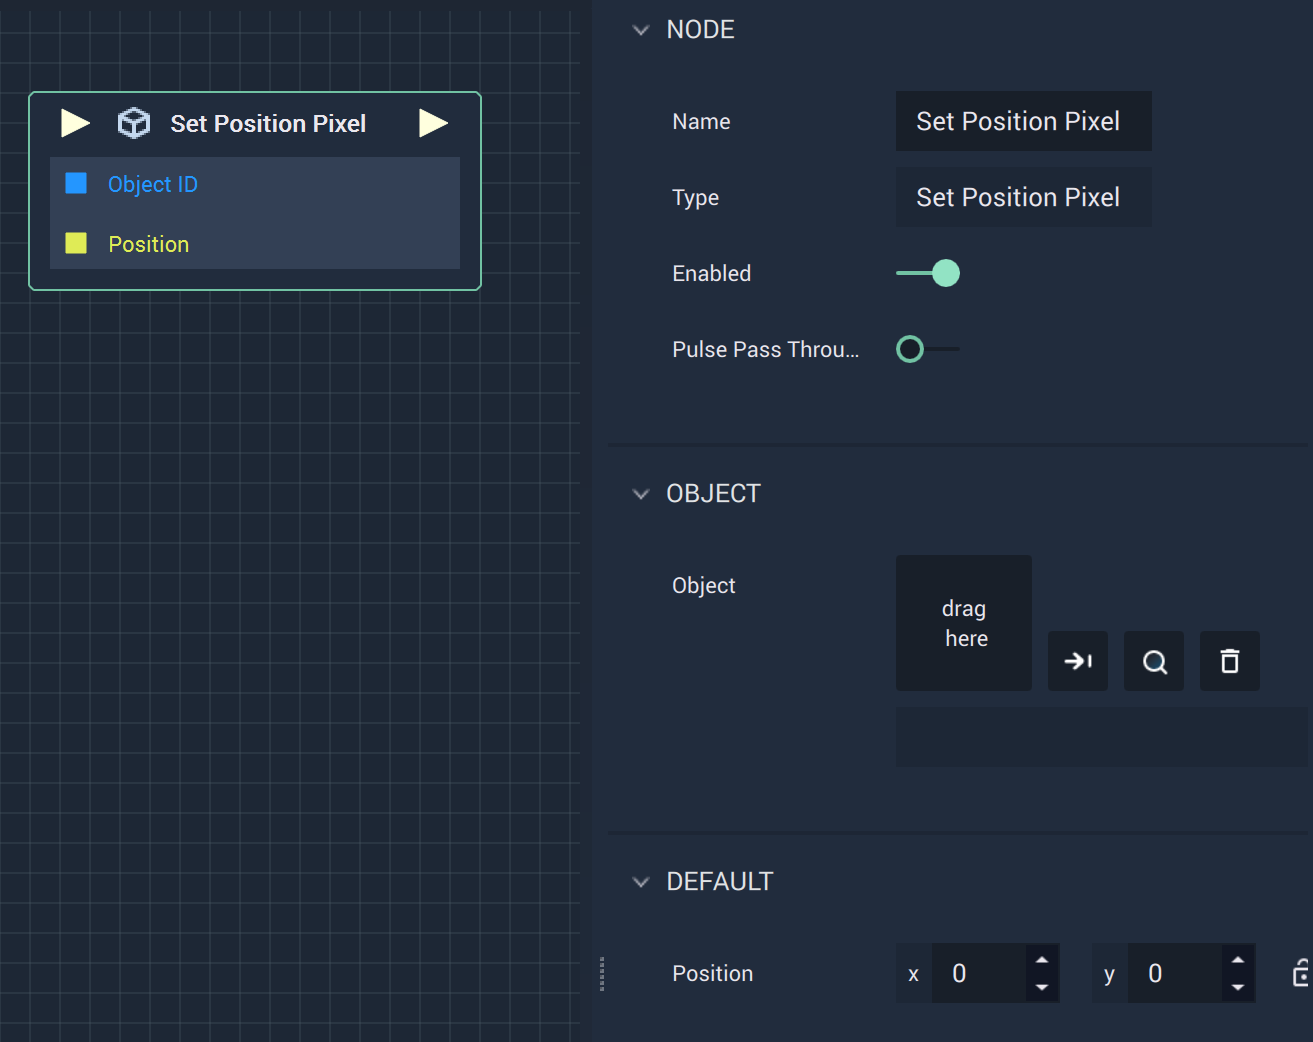 Set Position Pixel
Object ID
Position
NODE
Name
Set Position Pixel
Type
Set Position Pixel
Enabled
Pulse Pass Throu...
OBJECT
Object
drag
here
DEFAULT
Position
x 0
y 0